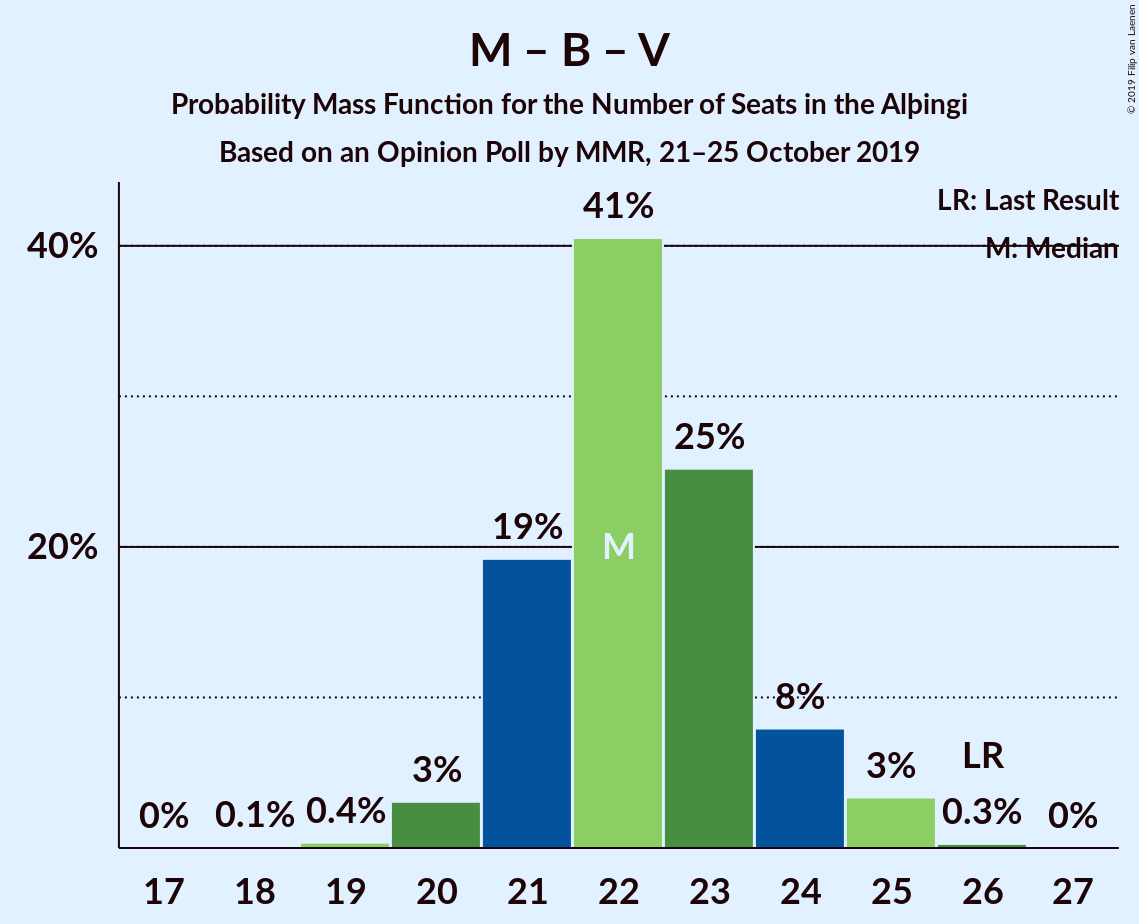 M – B – V
Probability Mass Function for the Number of Seats in the Alþingi
Based on an Opinion Poll by MMR, 21–25 October 2019
© 2019 Filip van Laenen
LR: Last Result
M: Median
40%
20%
0%
0.1%
0.4%
3%
19%
41%
M
25%
8%
3%
LR
0.3%
0%
17 18 19 20 21 22 23 24 25 26 27